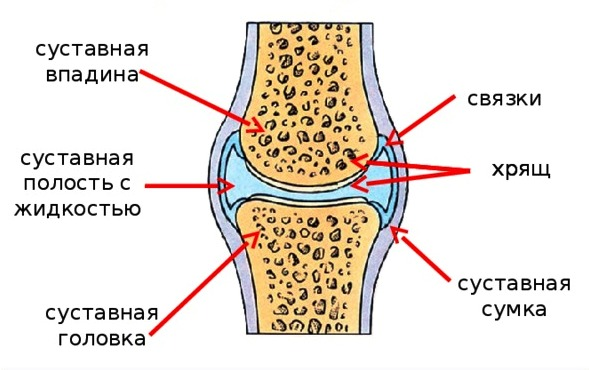 суставная
впадина
связки
суставная
полость с
жидкостью
хрящ
суставная
сумка
суставная
головка